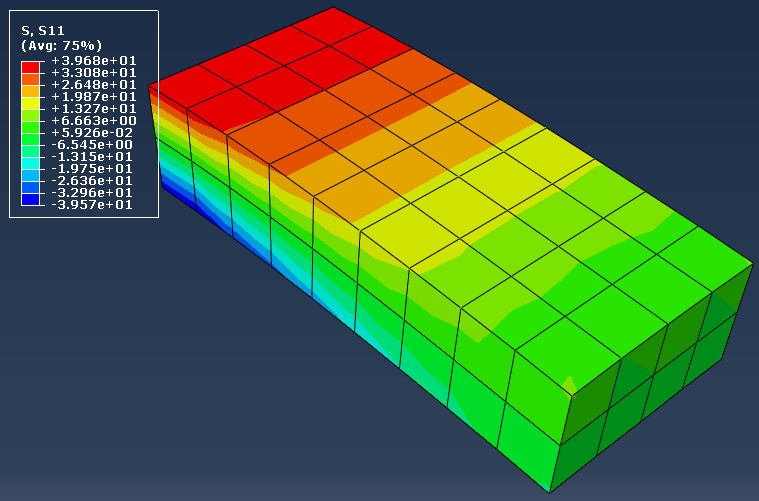 S, S11
(Avg: 75%)
+3.968e+01
+3.308e+01
+2.648e+01
+1.987e+01
+1.327e+01
+6.663e+00
+5.926e-02
-6.545e+00
-1.315e+01
-1.975e+01
-2.636e+01
-3.296e+01
-3.957e+01